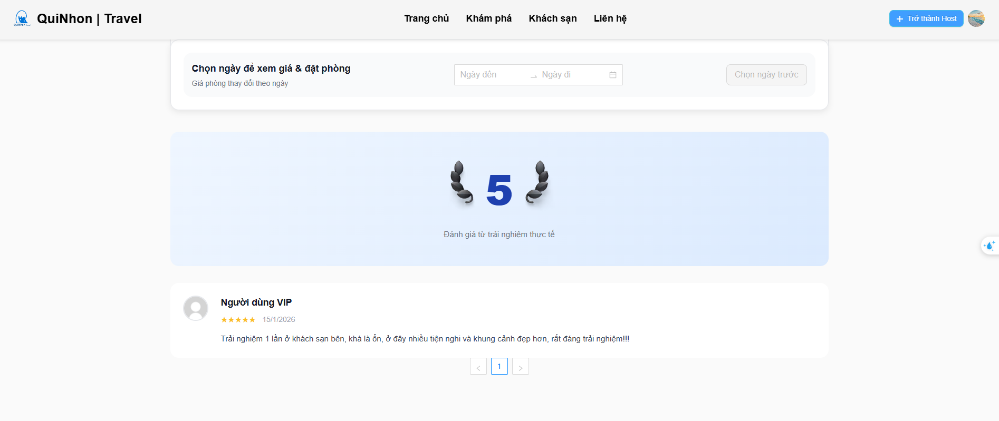 QuiNhon Travel
QuiNhon | Travel
Trang chủ
Khám phá
Khách sạn
Liên hệ
+ Trở thành Host
Chọn ngày để xem giá & đặt phòng
Giá phòng thay đổi theo ngày
Ngày đến
Ngày đi
Chọn ngày trước
5
Đánh giá từ trải nghiệm thực tế
Người dùng VIP
★★★★★ 15/1/2026
Trải nghiệm 1 lần ở khách sạn bên, khá là ổn, ở đây nhiều tiện nghi và khung cảnh đẹp hơn, rất đáng trải nghiệm!!!
< 1 >